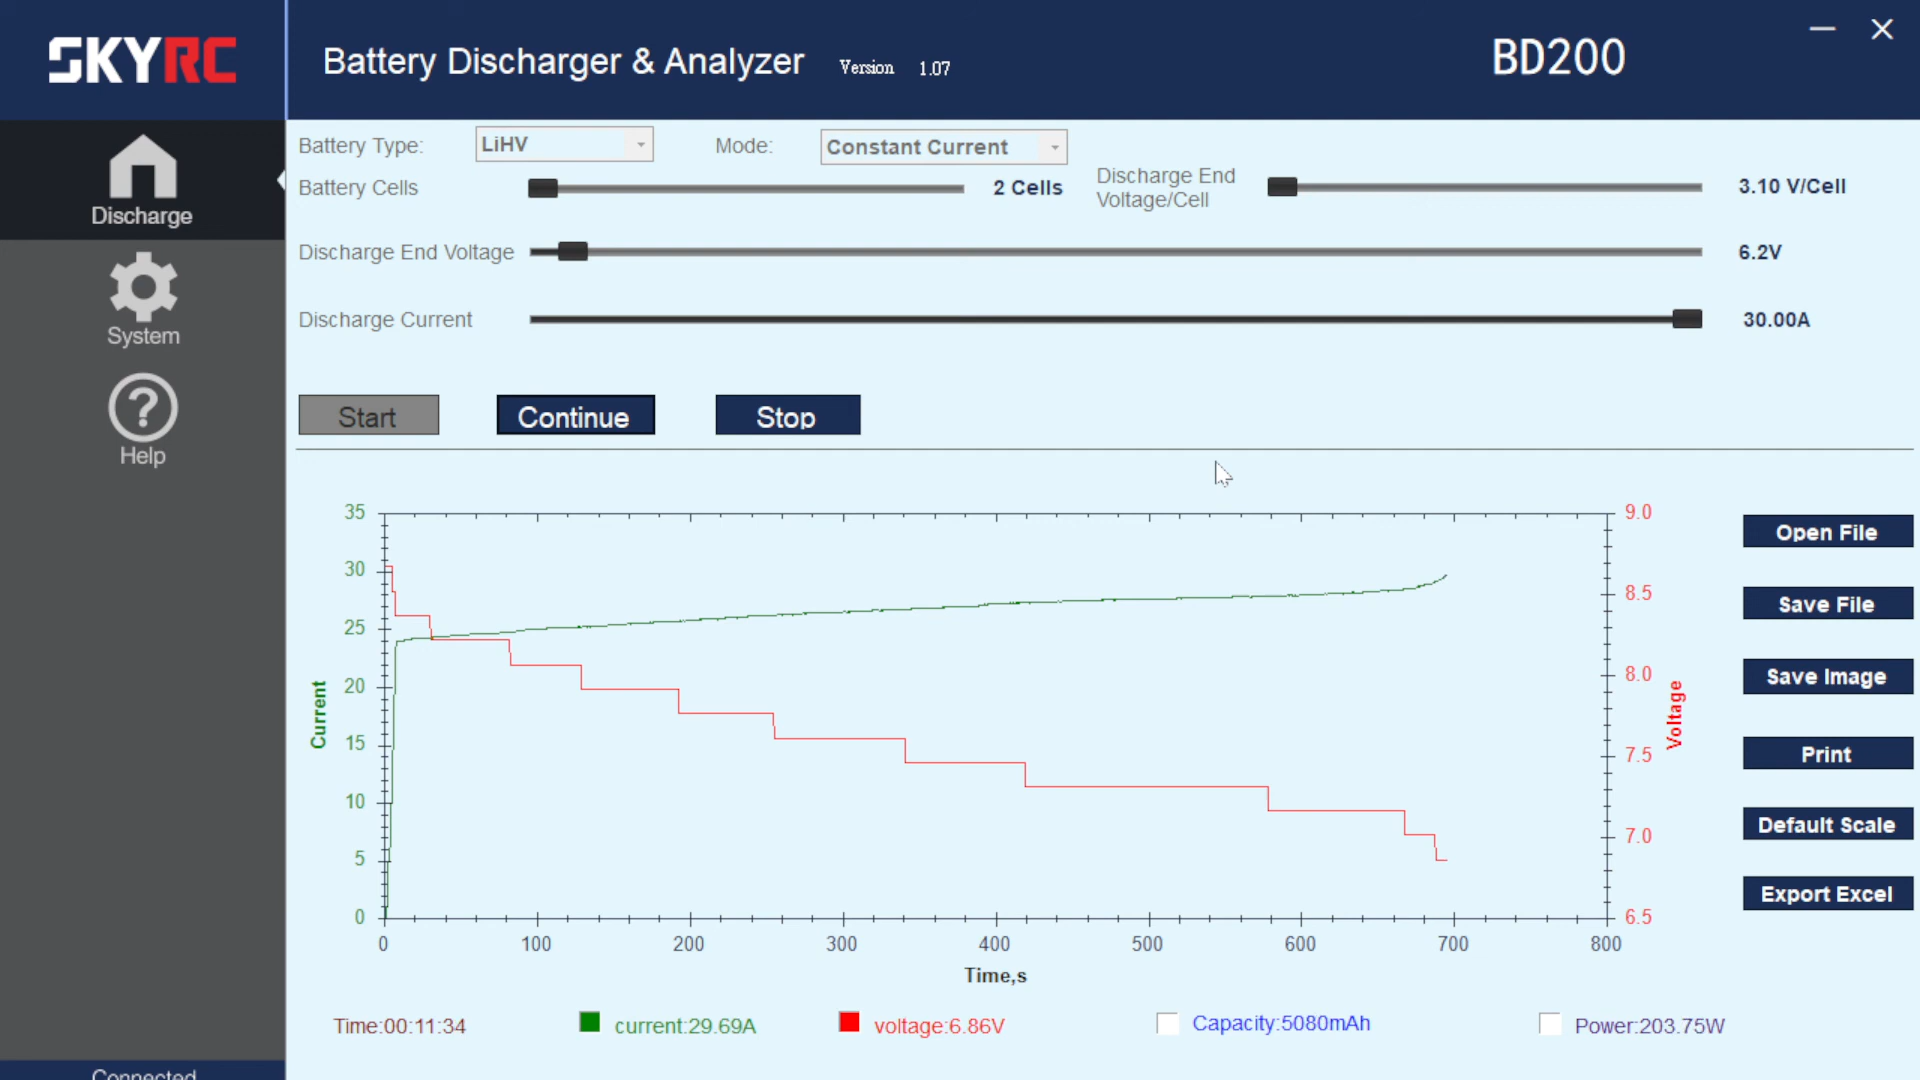 SKYRC
Battery Discharger & Analyzer Version 1.07
BD200
Discharge
System
Help
Connected
Battery Type: LiHV Mode: Constant Current
Battery Cells 2 Cells Discharge End Voltage/Cell 3.10 V/Cell
Discharge End Voltage 6.2V
Discharge Current 30.00A
Start Continue Stop
35
30
25
20
15
10
5
0
Current
9.0
8.5
8.0
7.5
7.0
6.5
Voltage
0 100 200 300 400 500 600 700 800
Time,s
Open File
Save File
Save Image
Print
Default Scale
Export Excel
Time:00:11:34 current:29.69A voltage:6.86V Capacity:5080mAh Power:203.75W